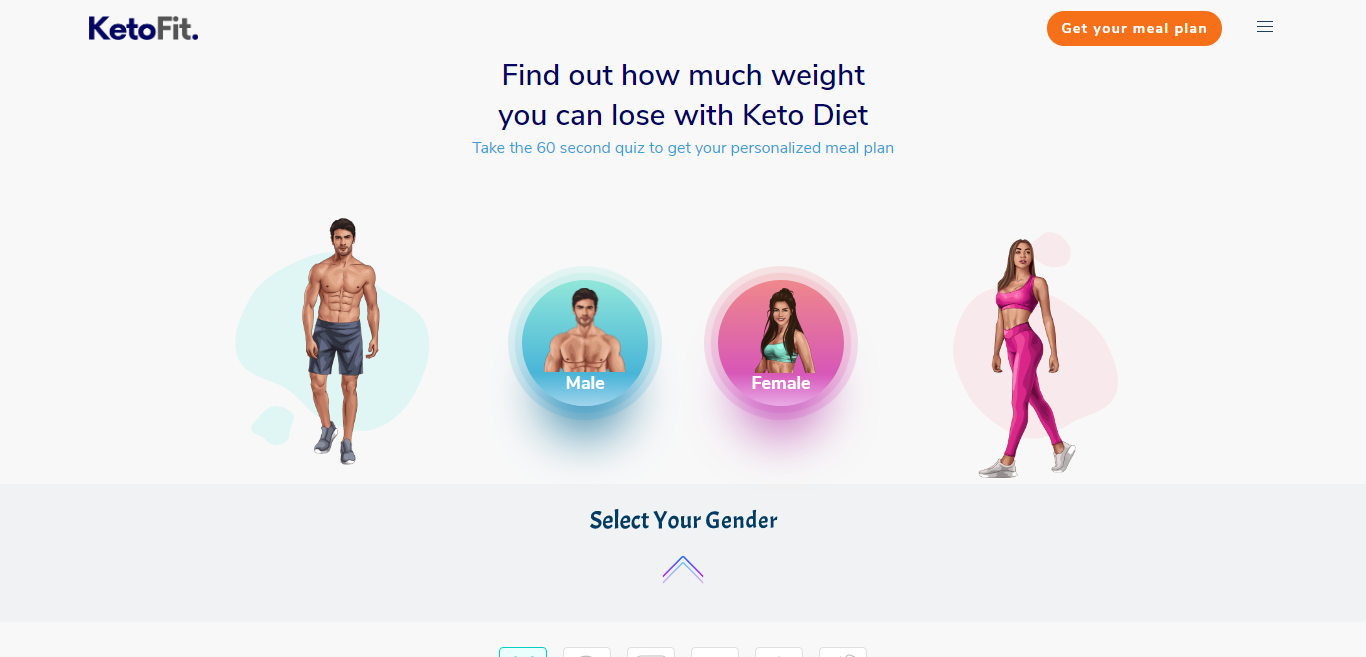 KetoFit.
Get your meal plan
Find out how much weight
you can lose with Keto Diet
Take the 60 second quiz to get your personalized meal plan
Male
Female
Select Your Gender